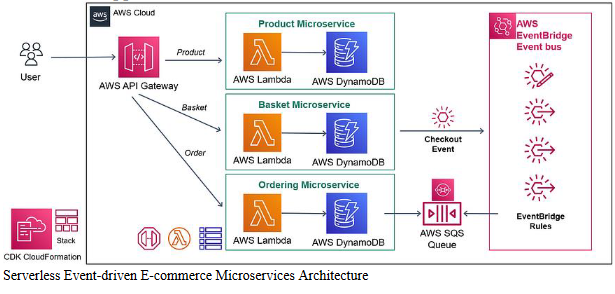 aws
AWS Cloud
User
AWS API Gateway
Product
Basket
Order
Product Microservice
AWS Lambda
AWS DynamoDB
Basket Microservice
AWS Lambda
AWS DynamoDB
Ordering Microservice
AWS Lambda
AWS DynamoDB
Checkout
Event
AWS SQS
Queue
AWS
EventBridge
Event bus
EventBridge
Rules
Stack
CDK CloudFormation
Serverless Event-driven E-commerce Microservices Architecture